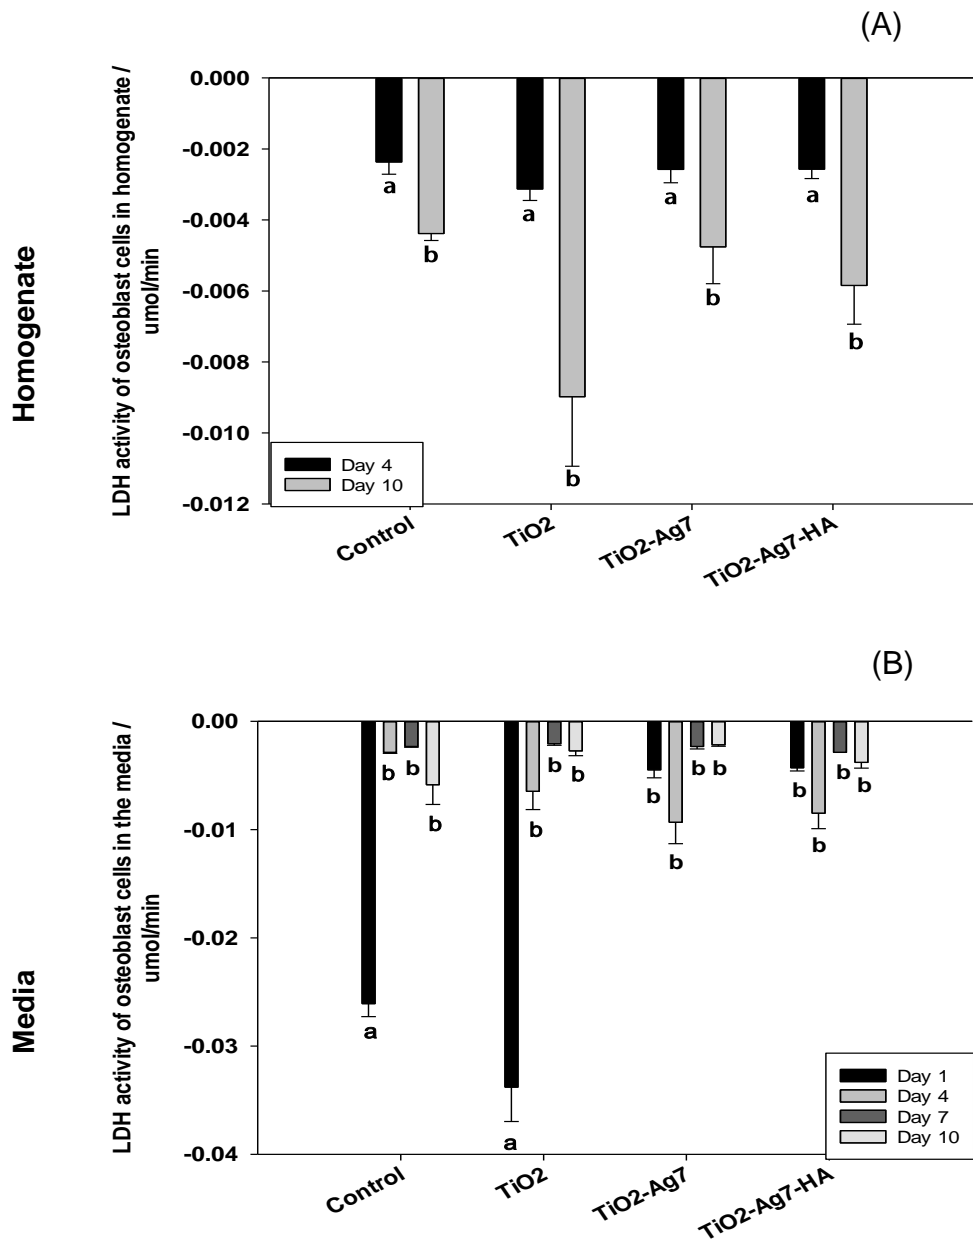 (A)
Homogenate
LDH activity of osteoblast cells in homogenate /
umol/min
0.000
-0.002
-0.004
-0.006
-0.008
-0.010
-0.012
a
b
a
b
a
b
a
b
Day 4
Day 10
Control
TiO2
TiO2-Ag7
TiO2-Ag7-HA
(B)
Media
LDH activity of osteoblast cells in the media /
umol/min
0.00
-0.01
-0.02
-0.03
-0.04
a
b
b
b
a
b
b
b
b
b
b
b
b
b
b
b
Day 1
Day 4
Day 7
Day 10
Control
TiO2
TiO2-Ag7
TiO2-Ag7-HA